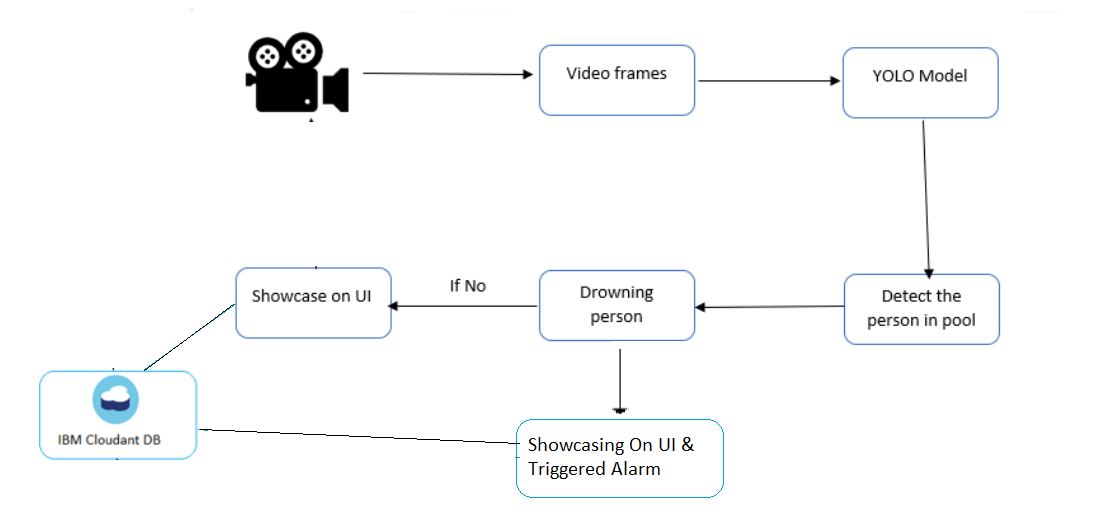 Video frames
YOLO Model
Showcase on UI
If No
Drowning
person
Detect the
person in pool
IBM Cloudant DB
Showcasing On UI &
Triggered Alarm